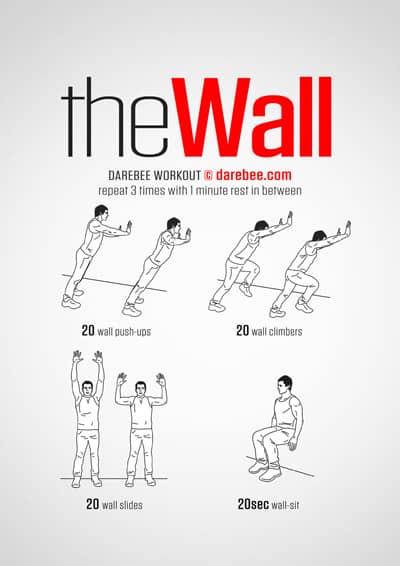 theWall
DAREBEE WORKOUT © darebee.com
repeat 3 times with 1 minute rest in between
20 wall push-ups
20 wall climbers
20 wall slides
20sec wall-sit